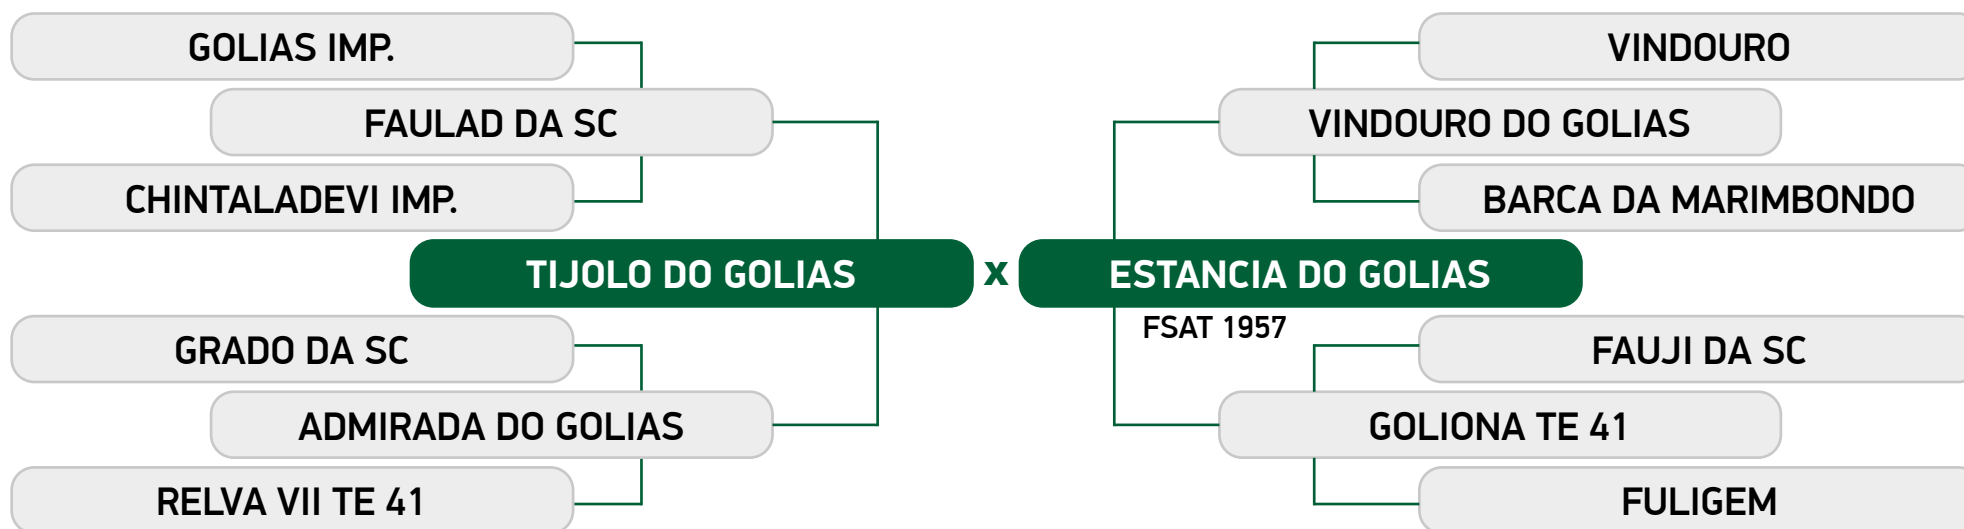 GOLIAS IMP.
VINDOURO
FAULAD DA SC
VINDOURO DO GOLIAS
CHINTALADEVI IMP.
BARCA DA MARIMBONDO
TIJOLO DO GOLIAS x ESTANCIA DO GOLIAS
FSAT 1957
GRADO DA SC
FAUJI DA SC
ADMIRADA DO GOLIAS
GOLIONA TE 41
RELVA VII TE 41
FULIGEM